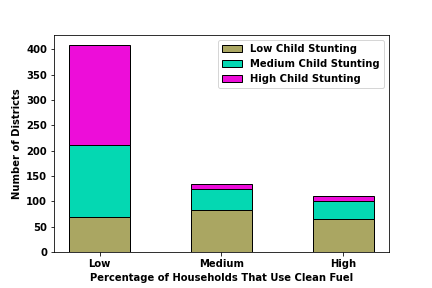 400
350
300
250
200
150
100
50
0
Number of Districts
Low Child Stunting
Medium Child Stunting
High Child Stunting
Low Medium High
Percentage of Households That Use Clean Fuel